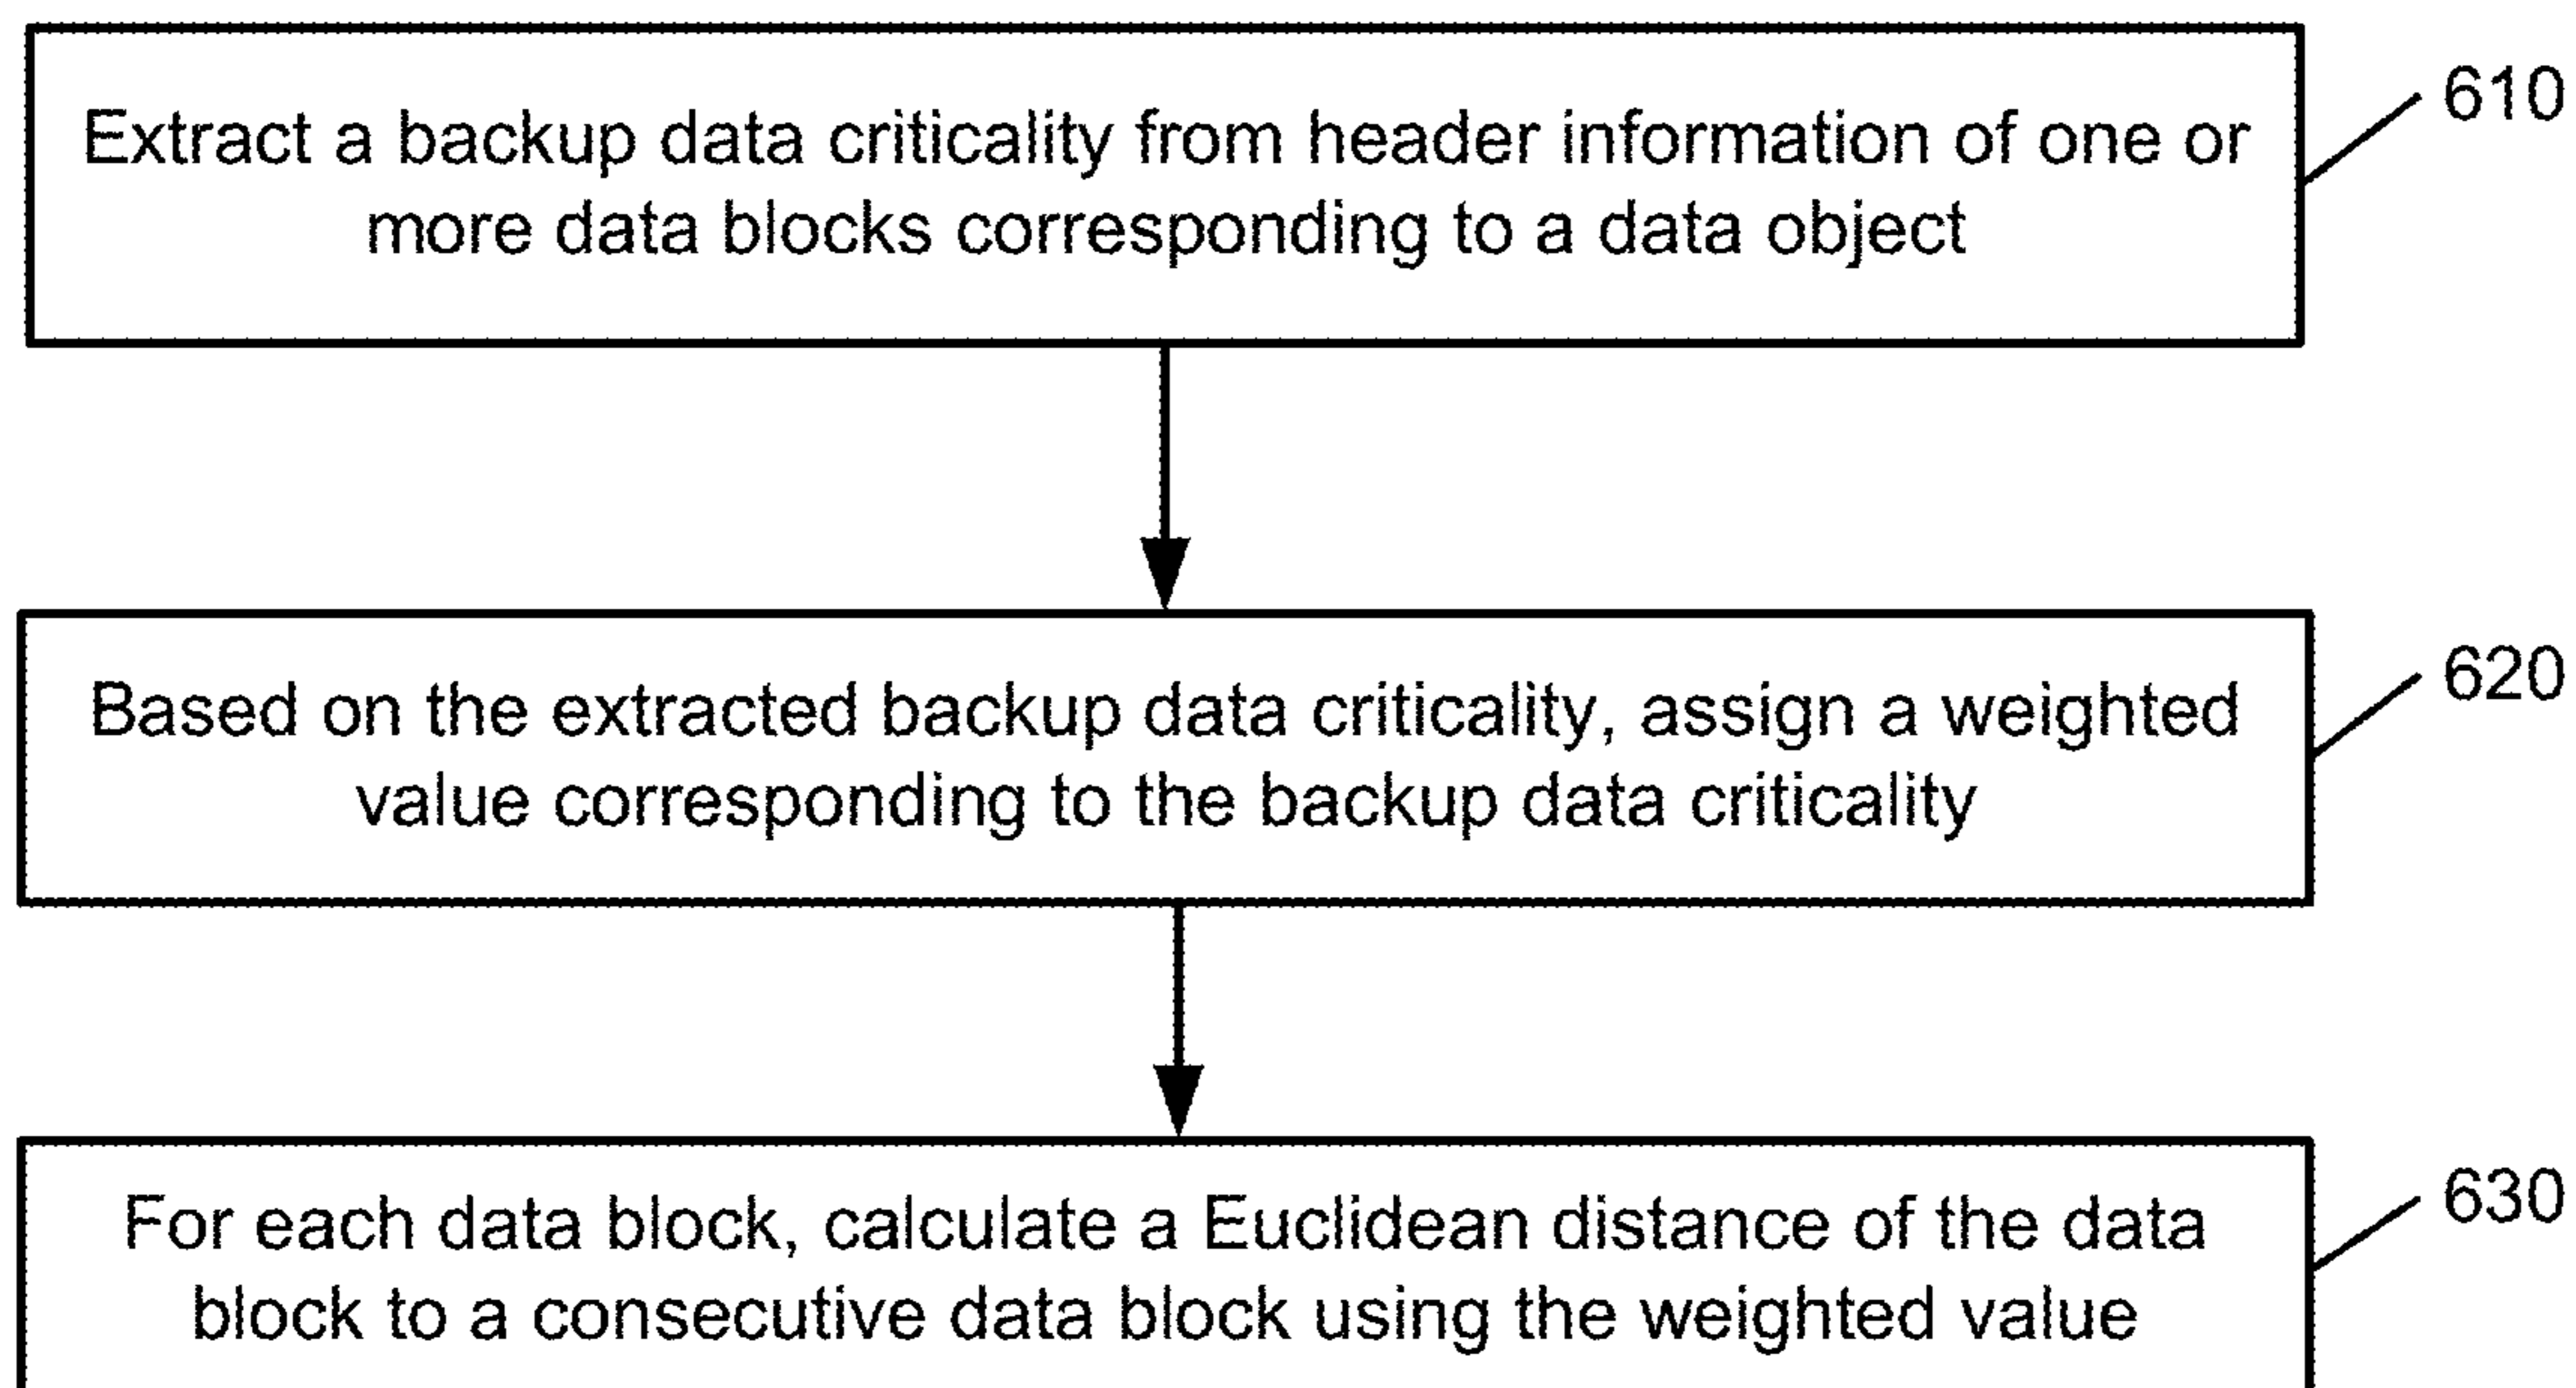 Extract a backup data criticality from header information of one or
more data blocks corresponding to a data object
610
Based on the extracted backup data criticality, assign a weighted
value corresponding to the backup data criticality
620
For each data block, calculate a Euclidean distance of the data
block to a consecutive data block using the weighted value
630